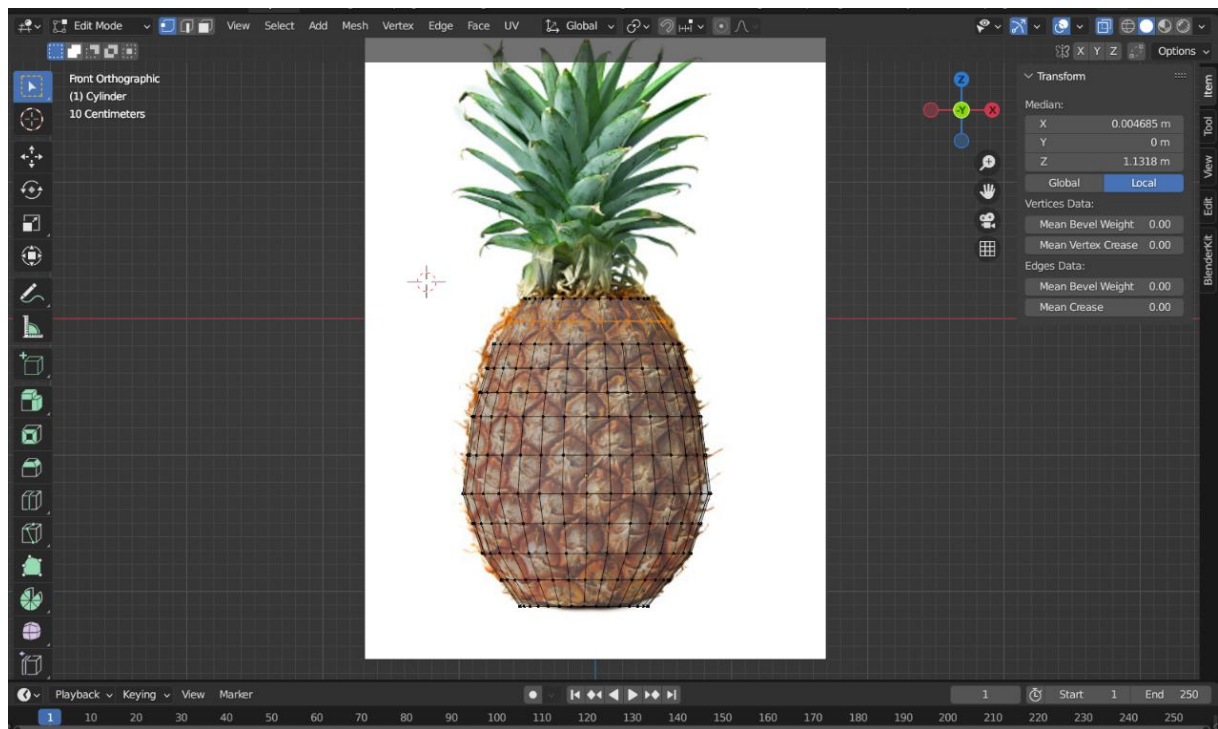 Edit Mode View Select Add Mesh Vertex Edge Face UV Global
X Y Z Options
Front Orthographic
(1) Cylinder
10 Centimeters
Z
-Y X
Transform
Median:
X 0.004685 m
Y 0 m
Z 1.1318 m
Global Local
Vertices Data:
Mean Bevel Weight 0.00
Mean Vertex Crease 0.00
Edges Data:
Mean Bevel Weight 0.00
Mean Crease 0.00
Item
Tool
View
Edit
BlenderKit
Playback Keying View Marker 1 Start 1 End 250
1 10 20 30 40 50 60 70 80 90 100 110 120 130 140 150 160 170 180 190 200 210 220 230 240 250